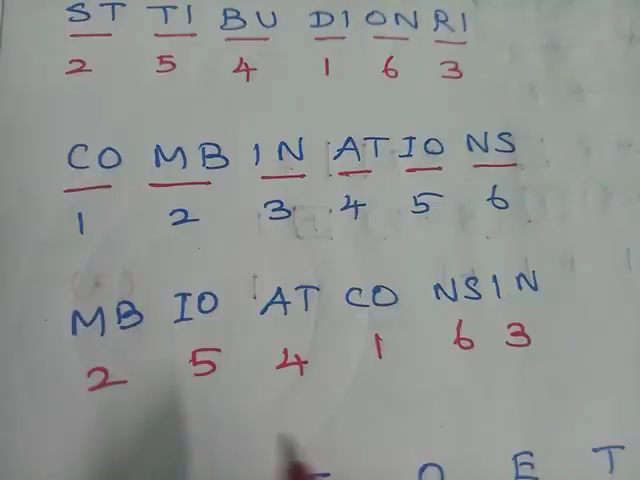 ST TI BU DI ON RI
2 5 4 1 6 3
CO MB IN AT IO NS
1 2 3 4 5 6
MB IO AT CO NS IN
2 5 4 1 6 3
E T